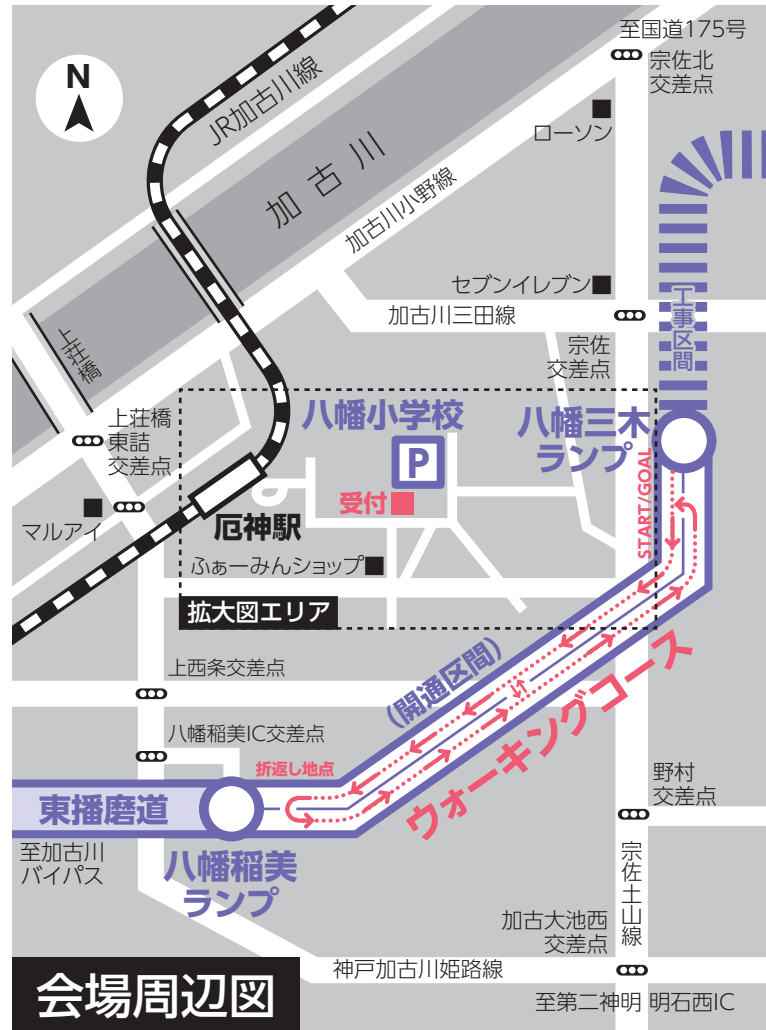 至国道175号
宗佐北
交差点
N
JR加古川線
ローソン
加古川
加古川小野線
セブンイレブン
加古川三田線
工事区間
上荘橋
宗佐
交差点
上荘橋
東詰
交差点
八幡小学校
P
八幡三木
ランプ
受付
START/GOAL
マルアイ
厄神駅
ふぁーみんショップ
拡大図エリア
上西条交差点
(開通区間)
ウォーキングコース
八幡稲美IC交差点
折返し地点
野村
交差点
東播磨道
至加古川
バイパス
八幡稲美
ランプ
宗佐土山線
加古大池西
交差点
神戸加古川姫路線
会場周辺図
至第二神明 明石西IC